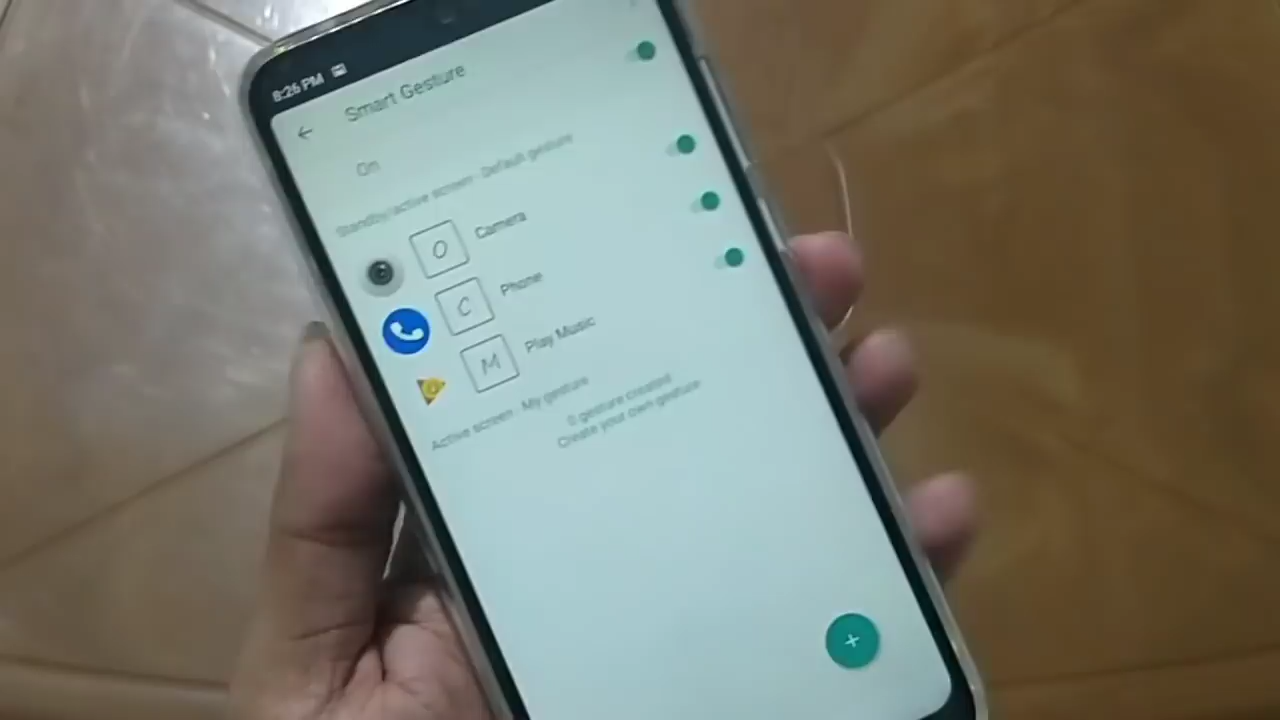 8:26 PM
Smart Gesture
On
Standby/active screen - Default gesture
O Camera
C Phone
M Play Music
Active screen - My gesture
0 gesture created
Create your own gesture
+